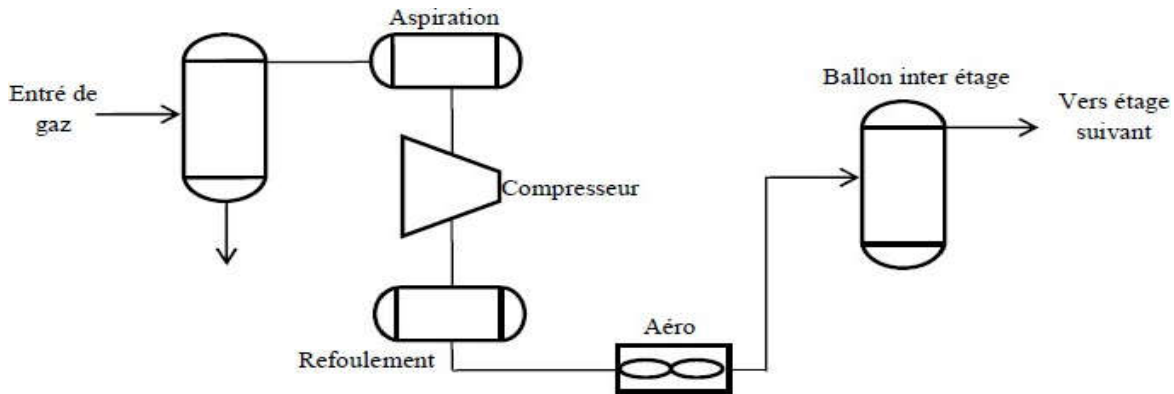 Aspiration
Entré de
gaz
Ballon inter étage
Vers étage
suivant
Compresseur
Refoulement
Aéro